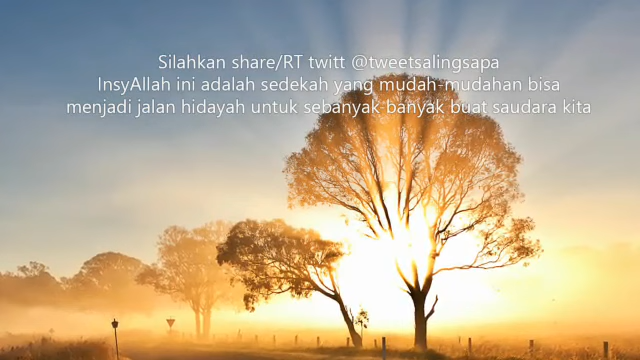 Silahkan share/RT twitt @tweetsalingsapa
InsyAllah ini adalah sedekah yang mudah-mudahan bisa
menjadi jalan hidayah untuk sebanyak-banyak buat saudara kita